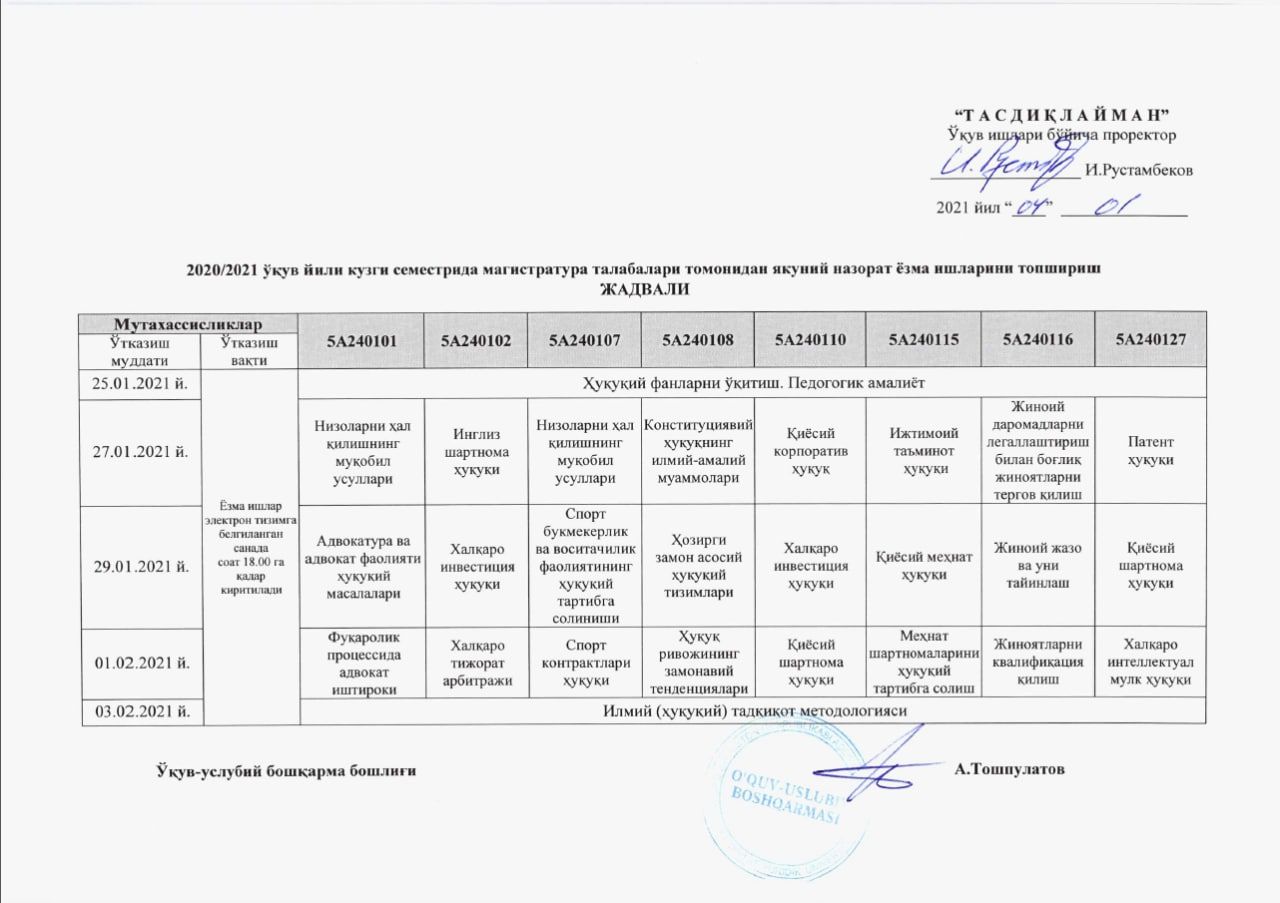 “Т А С Д И Қ Л А Й М А Н”
Ўқув ишлари бўйича проректор
И.Рустамбеков
2021 йил “04” 01
2020/2021 ўқув йили кузги семестрида магистратура талабалари томонидан якуний назорат ёзма ишларини топшириш
ЖАДВАЛИ
Мутахассисликлар
5А240101
5А240102
5А240107
5А240108
5А240110
5А240115
5А240116
5А240127
Ўтказиш
муддати
Ўтказиш
вақти
25.01.2021 й.
Ҳуқуқий фанларни ўқитиш. Педогогик амалиёт
Ёзма ишлар
электрон тизимга
белгиланган
санада
соат 18.00 га
қадар
киритилади
27.01.2021 й.
Низоларни ҳал
қилишнинг
муқобил
усуллари
Инглиз
шартнома
ҳуқуқи
Низоларни ҳал
қилишнинг
муқобил
усуллари
Конституциявий
ҳуқуқнинг
илмий-амалий
муаммолари
Қиёсий
корпоратив
ҳуқуқ
Ижтимоий
таъминот
ҳуқуқи
Жиноий
даромадларни
легаллаштириш
билан боғлиқ
жиноятларни
тергов қилиш
Патент
ҳуқуқи
29.01.2021 й.
Адвокатура ва
адвокат фаолияти
ҳуқуқий
масалалари
Халқаро
инвестиция
ҳуқуқи
Спорт
букмекерлик
ва воситачилик
фаолиятининг
ҳуқуқий
тартибга
солиниши
Ҳозирги
замон асосий
ҳуқуқий
тизимлари
Халқаро
инвестиция
ҳуқуқи
Қиёсий меҳнат
ҳуқуқи
Жиноий жазо
ва уни
тайинлаш
Қиёсий
шартнома
ҳуқуқи
01.02.2021 й.
Фуқаролик
процессида
адвокат
иштироки
Халқаро
тижорат
арбитражи
Спорт
контрактлари
ҳуқуқи
Ҳуқуқ
ривожининг
замонавий
тенденциялари
Қиёсий
шартнома
ҳуқуқи
Меҳнат
шартномаларини
ҳуқуқий
тартибга солиш
Жиноятларни
квалификация
қилиш
Халқаро
интеллектуал
мулк ҳуқуқи
03.02.2021 й.
Илмий (ҳуқуқий) тадқиқот методологияси
Ўқув-услубий бошқарма бошлиғи
А.Тошпулатов
O'QUV-USLUBIY
BOSHQARMASI